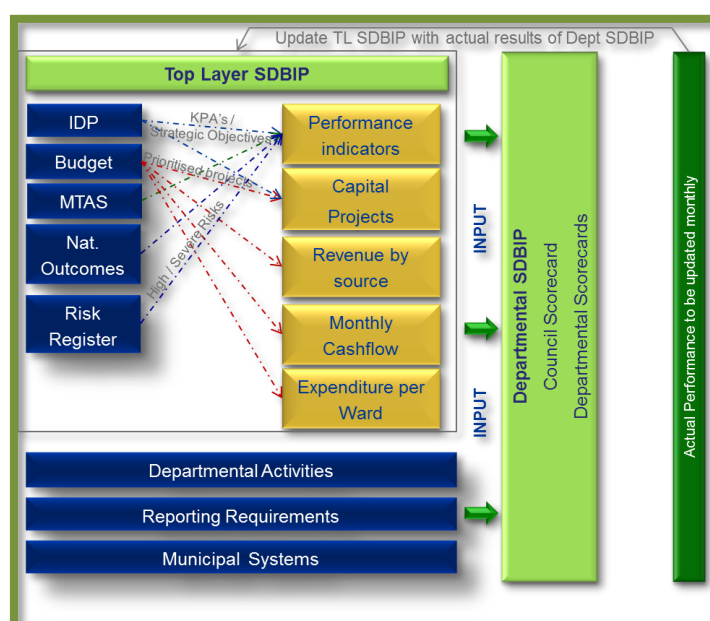 Update TL SDBIP with actual results of Dept SDBIP
Top Layer SDBIP
IDP
Budget
MTAS
Nat.
Outcomes
Risk
Register
KPA's /
Strategic Objectives
Prioritised projects
High / Severe Risks
Performance
indicators
Capital
Projects
Revenue by
source
Monthly
Cashflow
Expenditure per
Ward
INPUT
INPUT
Departmental SDBIP
Council Scorecard
Departmental Scorecards
Actual Performance to be updated monthly
Departmental Activities
Reporting Requirements
Municipal Systems